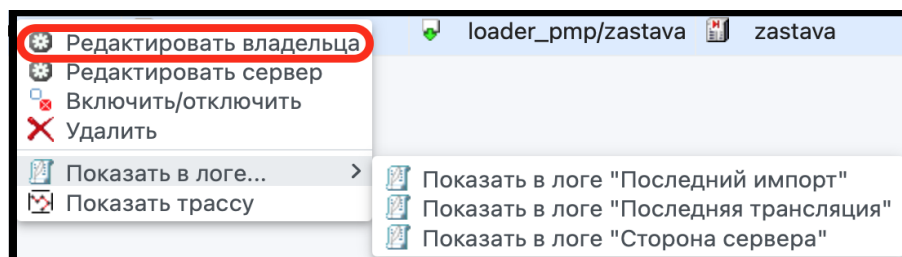 Редактировать владельца
loader_pmp/zastava
zastava
Редактировать сервер
Включить/отключить
Удалить
Показать в логе...
Показать трассу
Показать в логе "Последний импорт"
Показать в логе "Последняя трансляция"
Показать в логе "Сторона сервера"